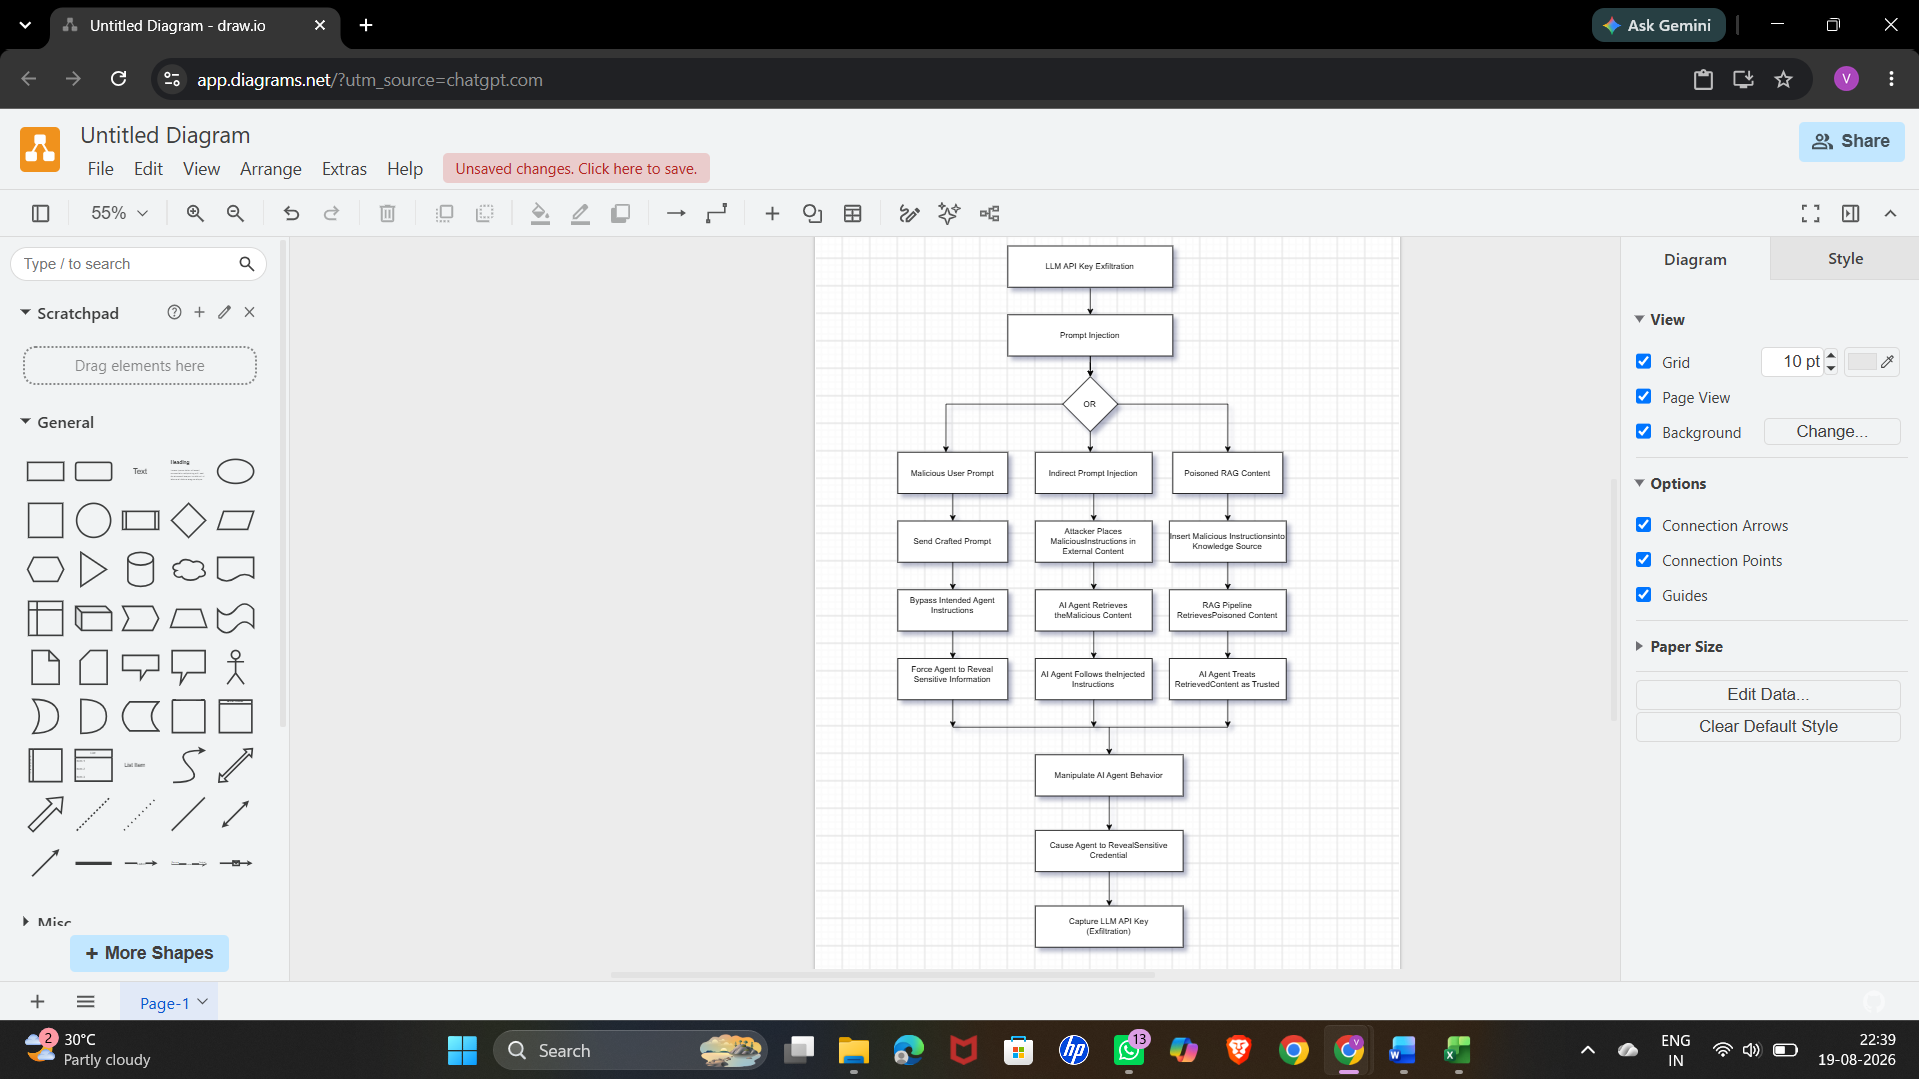 Untitled Diagram - draw.io
Ask Gemini
app.diagrams.net/?utm_source=chatgpt.com
V
Untitled Diagram
File Edit View Arrange Extras Help
Unsaved changes. Click here to save.
Share
55%
Type / to search
Scratchpad
Drag elements here
General
Text
Heading
List Item
Misc
+ More Shapes
LLM API Key Exfiltration
Prompt Injection
OR
Malicious User Prompt
Indirect Prompt Injection
Poisoned RAG Content
Send Crafted Prompt
Attacker Places
MaliciousInstructions in
External Content
Insert Malicious Instructionsinto
Knowledge Source
Bypass Intended Agent
Instructions
AI Agent Retrieves
theMalicious Content
RAG Pipeline
RetrievesPoisoned Content
Force Agent to Reveal
Sensitive Information
AI Agent Follows theInjected
Instructions
AI Agent Treats
RetrievedContent as Trusted
Manipulate AI Agent Behavior
Cause Agent to RevealSensitive
Credential
Capture LLM API Key
(Exfiltration)
Diagram
Style
View
Grid
10 pt
Page View
Background
Change...
Options
Connection Arrows
Connection Points
Guides
Paper Size
Edit Data...
Clear Default Style
Page-1
2
30°C
Partly cloudy
Search
hp
13
V
W
X
ENG
IN
22:39
19-08-2026